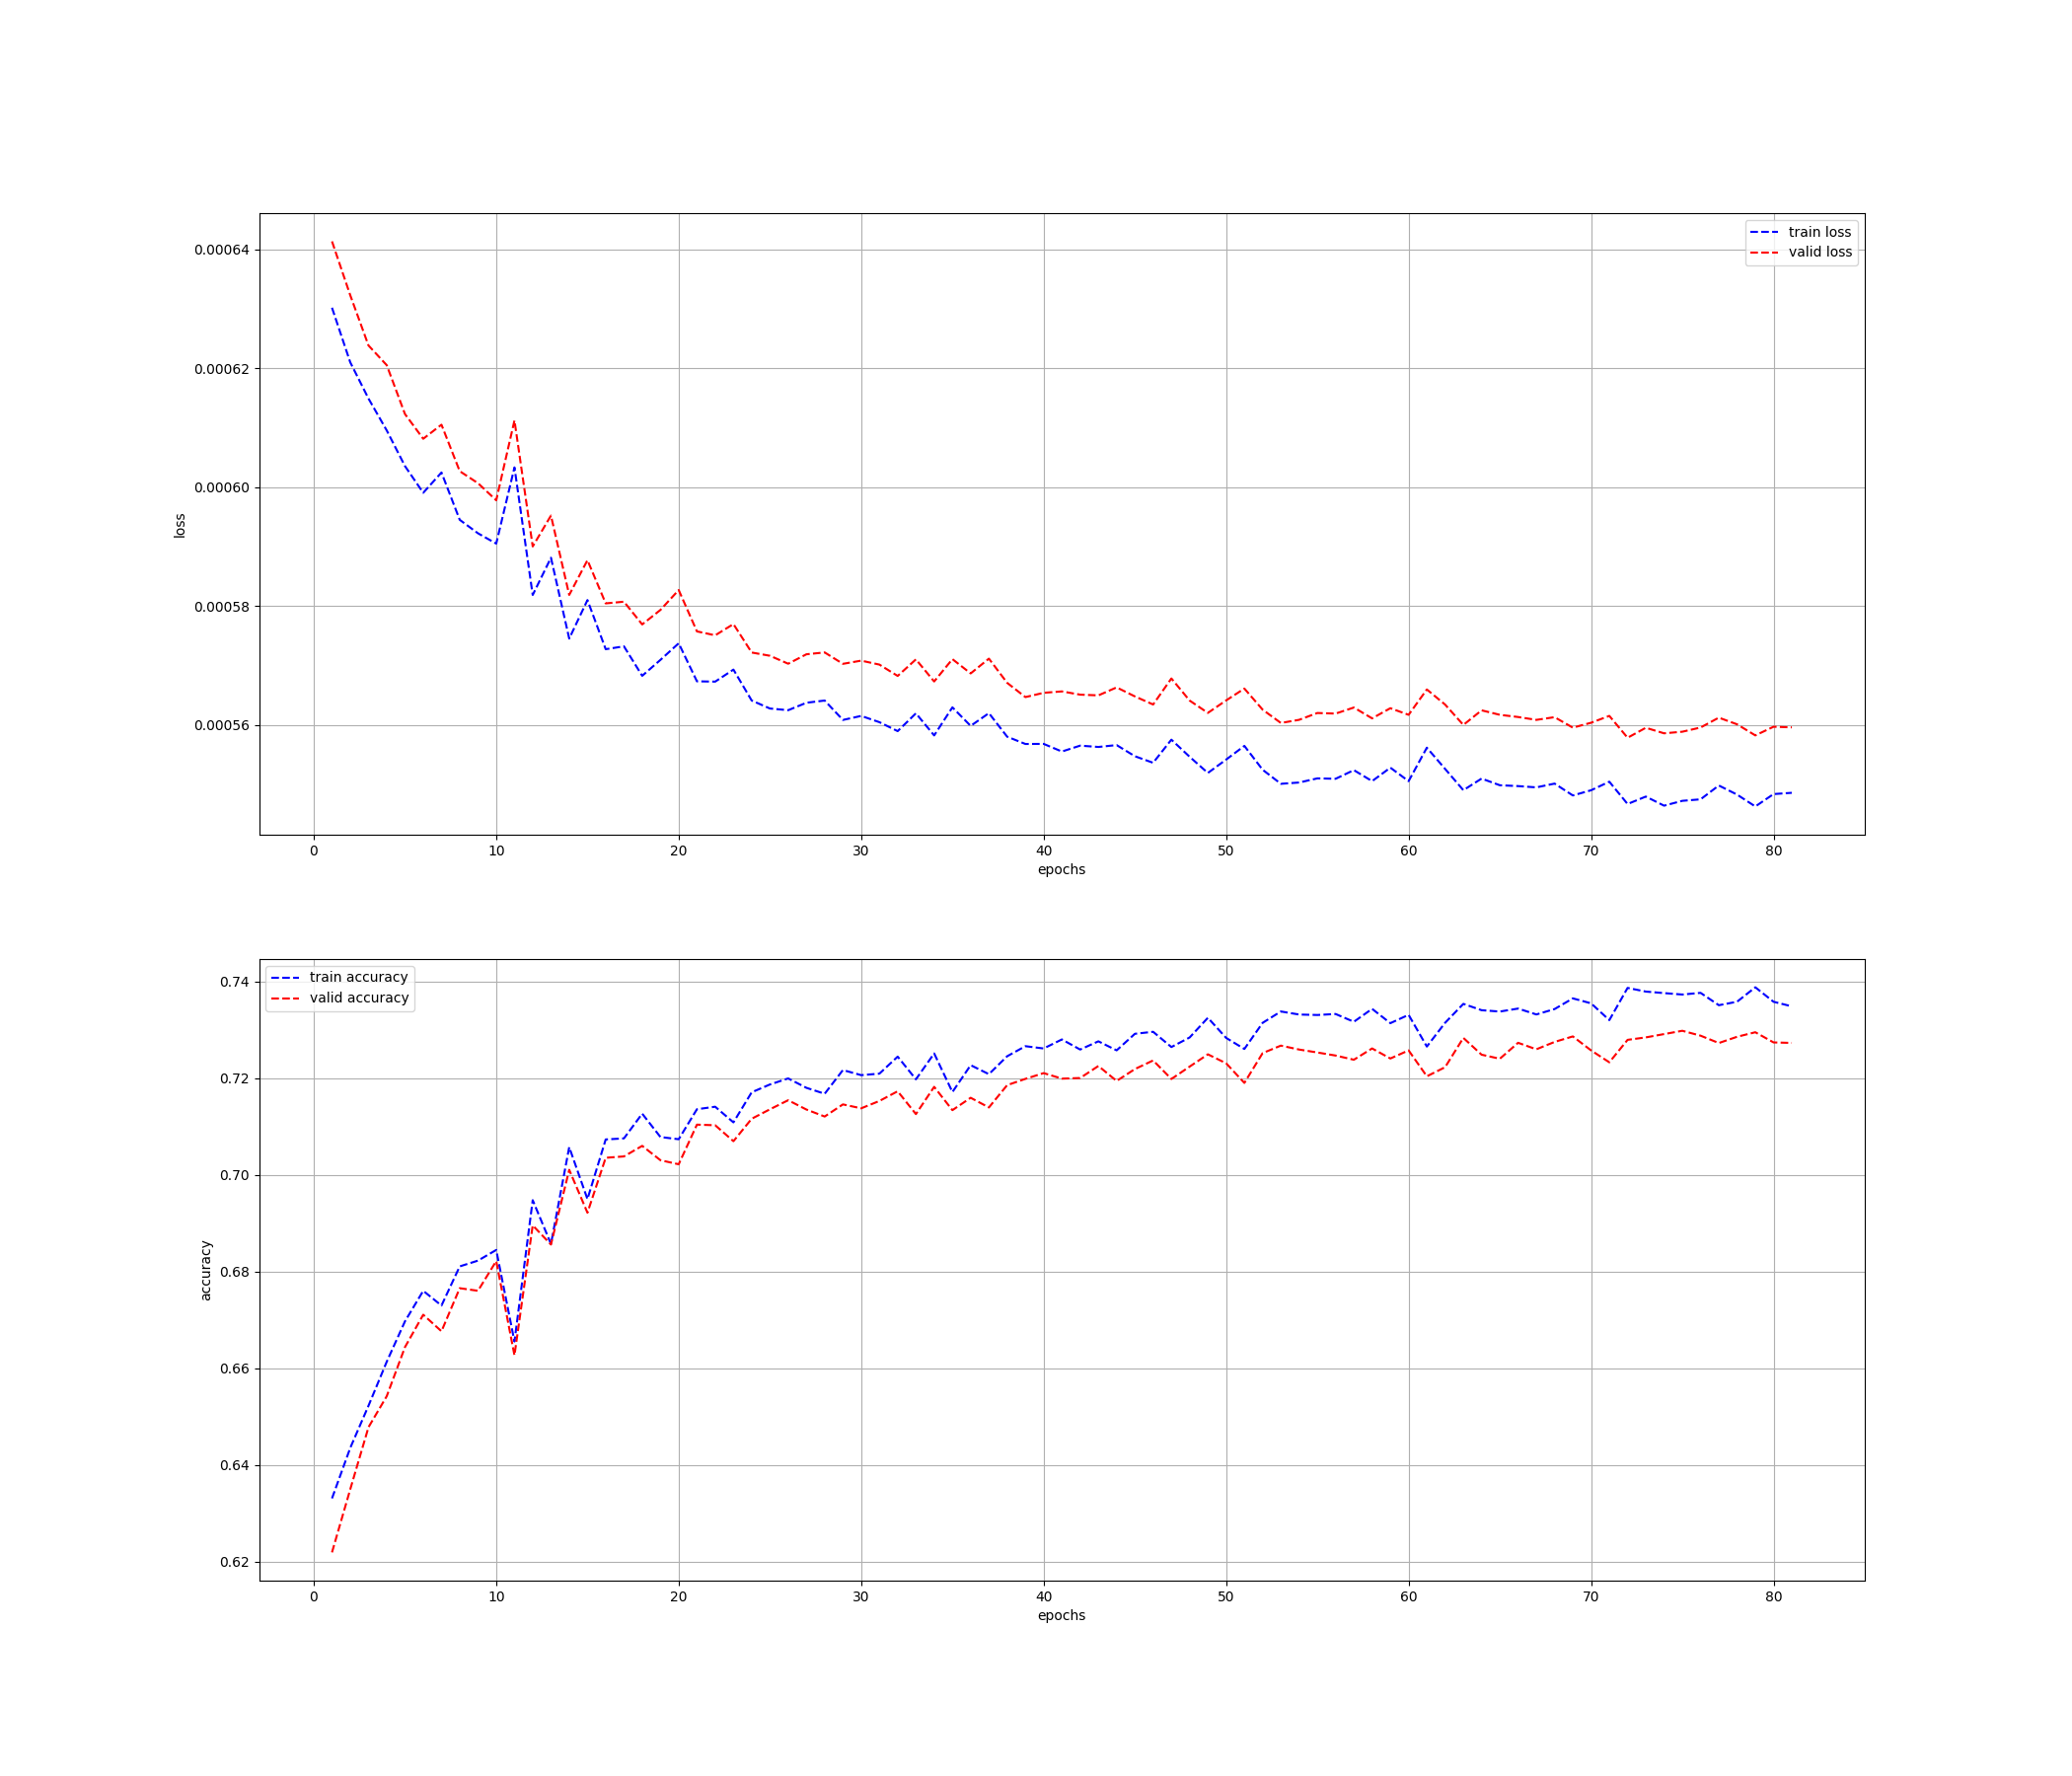 train loss
valid loss
0.00064
0.00062
0.00060
0.00058
0.00056
loss
0 10 20 30 40 50 60 70 80
epochs
train accuracy
valid accuracy
0.74
0.72
0.70
0.68
0.66
0.64
0.62
accuracy
0 10 20 30 40 50 60 70 80
epochs